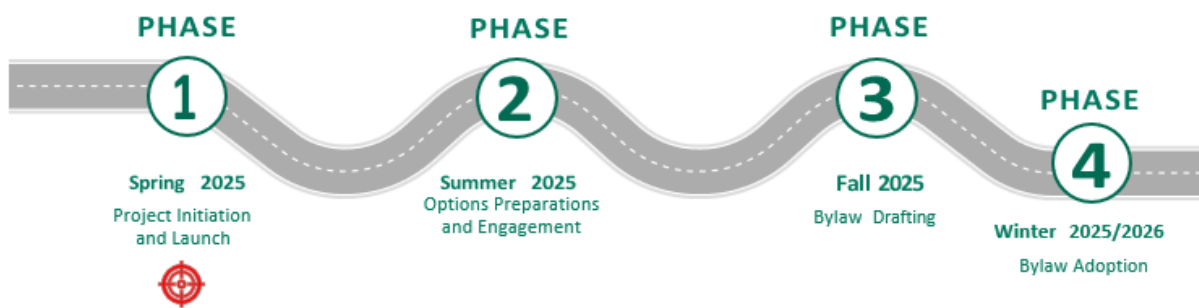 PHASE
1
Spring 2025
Project Initiation
and Launch
PHASE
2
Summer 2025
Options Preparations
and Engagement
PHASE
3
Fall 2025
Bylaw Drafting
PHASE
4
Winter 2025/2026
Bylaw Adoption